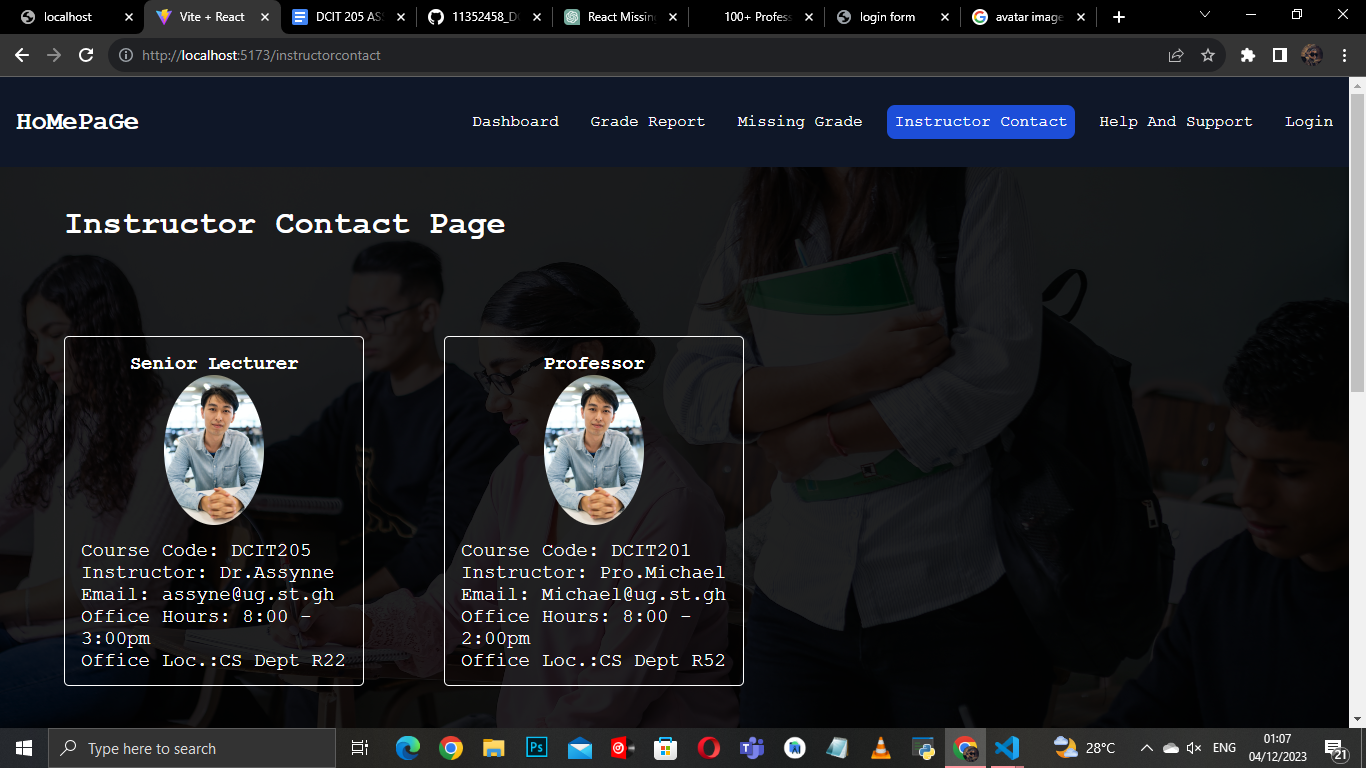 localhost
Vite + React
DCIT 205 AS
11352458_D
React Missin
100+ Profess
login form
avatar image
http://localhost:5173/instructorcontact
HoMePaGe
Dashboard
Grade Report
Missing Grade
Instructor Contact
Help And Support
Login
Instructor Contact Page
Senior Lecturer
Course Code: DCIT205
Instructor: Dr.Assynne
Email: assyne@ug.st.gh
Office Hours: 8:00 -
3:00pm
Office Loc.:CS Dept R22
Professor
Course Code: DCIT201
Instructor: Pro.Michael
Email: Michael@ug.st.gh
Office Hours: 8:00 -
2:00pm
Office Loc.:CS Dept R52
Type here to search
Ps
28°C
ENG
01:07
04/12/2023
21